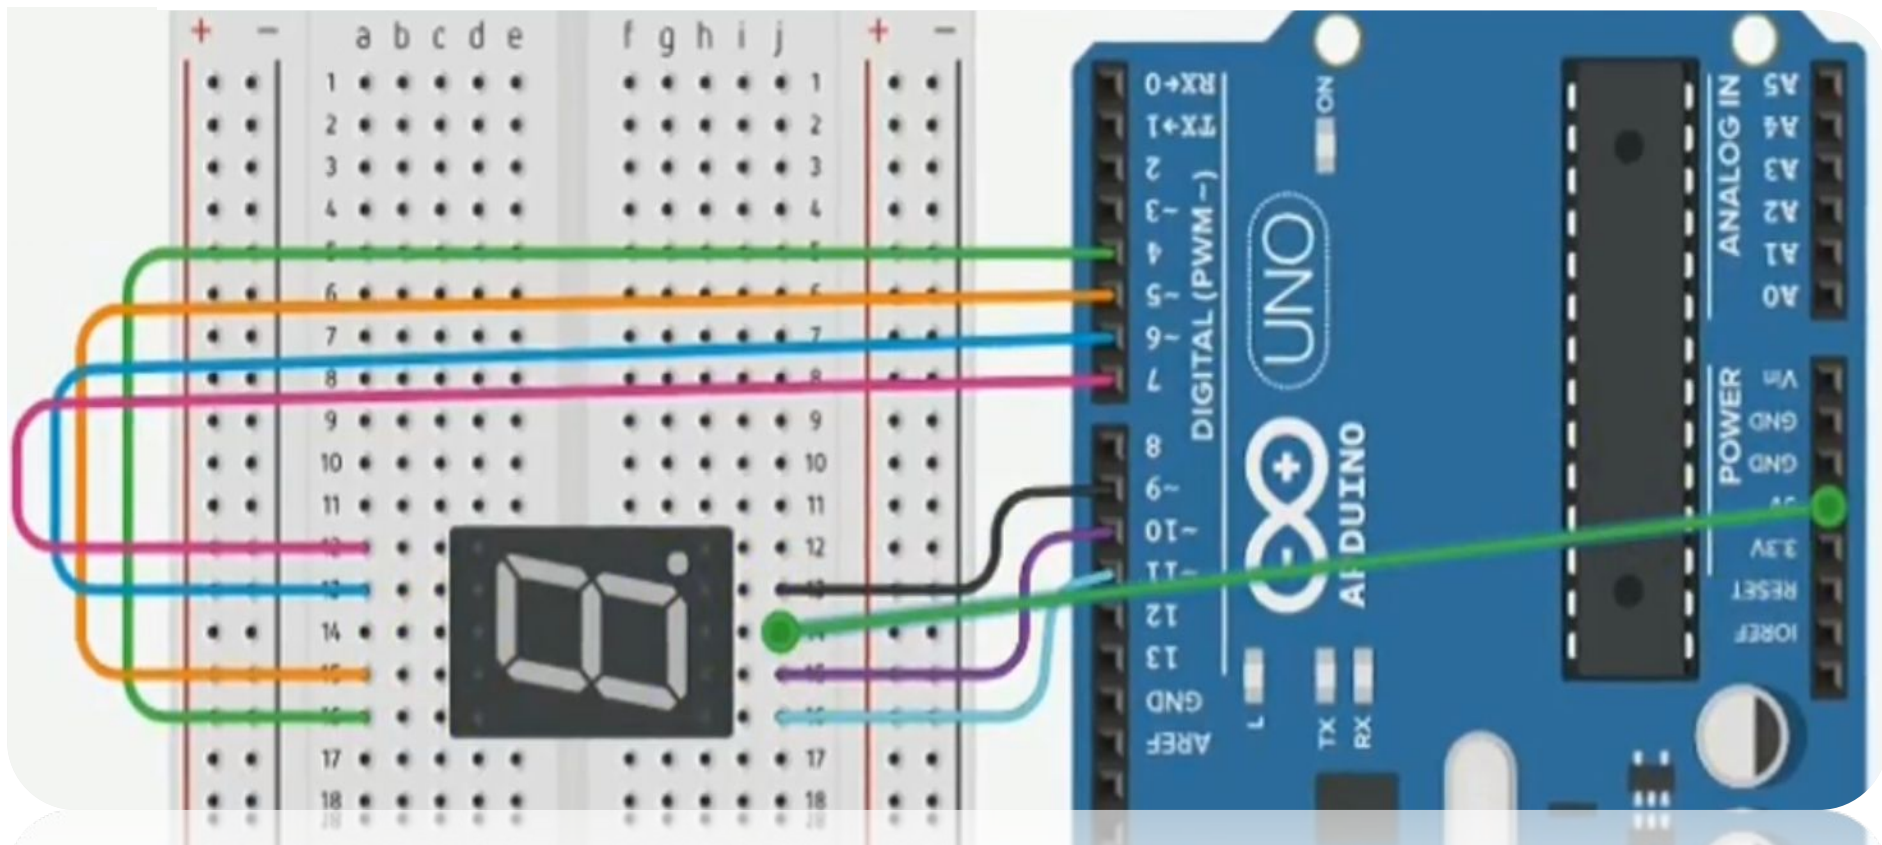 + − a b c d e f g h i j + −
1 1
2 2
3 3
4 4
6
7 7
8 8
9 9
10 10
11 11
12
14
17 17
18 18
RX←0
TX→1
2
~3
4
~5
~6
7
8
~9
~10
~11
12
13
GND
AREF
DIGITAL (PWM~)
ON
UNO
ARDUINO
L
TX
RX
ANALOG IN
A5
A4
A3
A2
A1
A0
POWER
Vin
GND
GND
5V
3.3V
RESET
IOREF